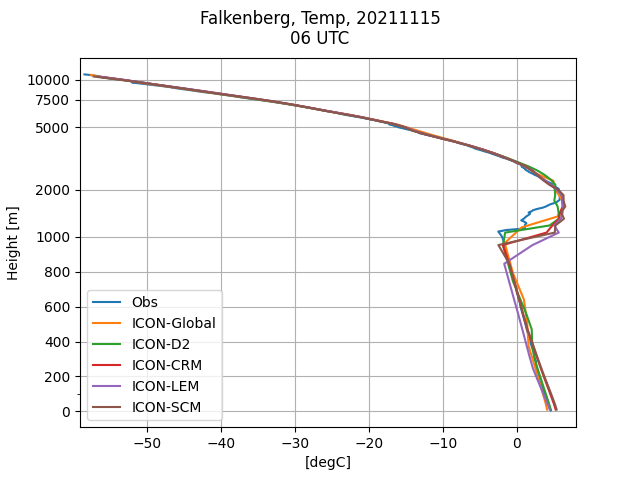 Falkenberg, Temp, 20211115
06 UTC
10000
7500
5000
2000
1000
800
600
400
200
0
Height [m]
Obs
ICON-Global
ICON-D2
ICON-CRM
ICON-LEM
ICON-SCM
−50
−40
−30
−20
−10
0
[degC]